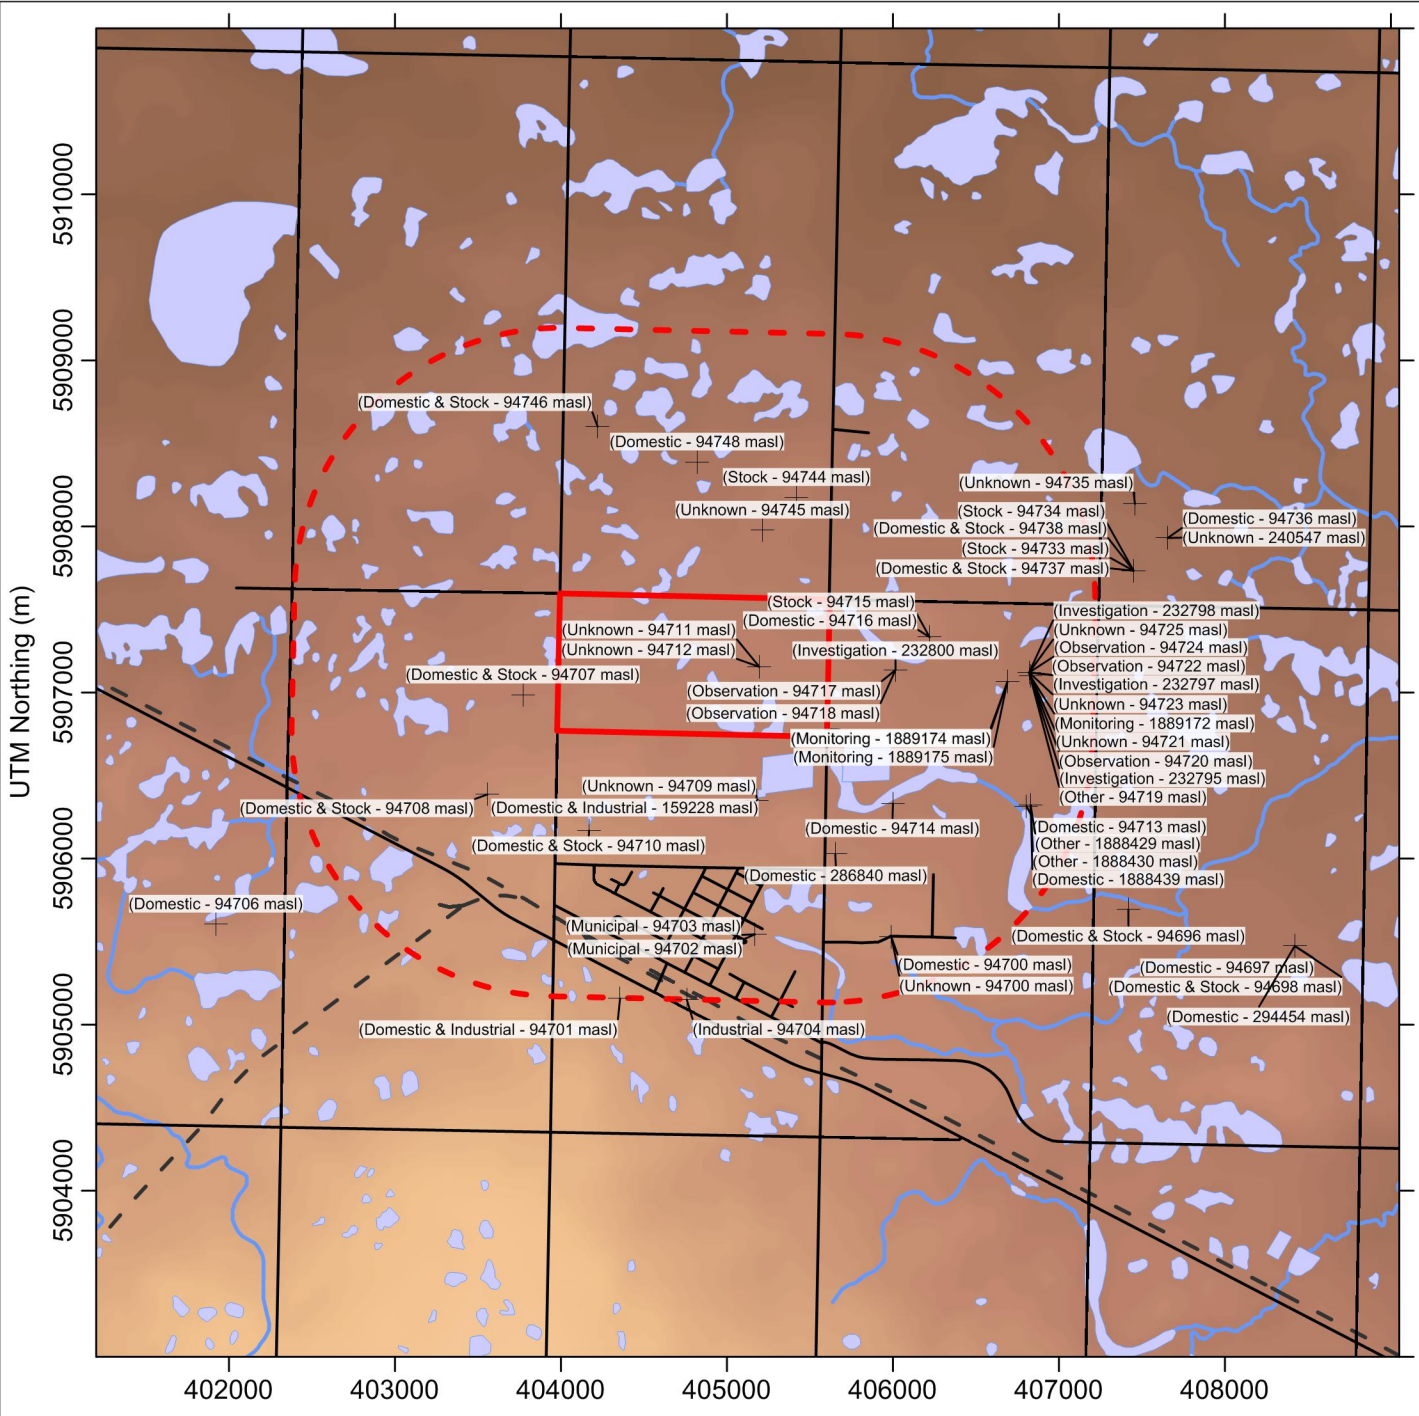 UTM Northing (m)
5910000
5909000
5908000
5907000
5906000
5905000
5904000
(Domestic & Stock - 94746 masl)
(Domestic - 94748 masl)
(Stock - 94744 masl)
(Unknown - 94745 masl)
(Unknown - 94735 masl)
(Stock - 94734 masl)
(Domestic & Stock - 94738 masl)
(Stock - 94733 masl)
(Domestic & Stock - 94737 masl)
(Domestic - 94736 masl)
(Unknown - 240547 masl)
(Stock - 94715 masl)
(Domestic - 94716 masl)
(Unknown - 94711 masl)
(Unknown - 94712 masl)
(Investigation - 232800 masl)
(Domestic & Stock - 94707 masl)
(Observation - 94717 masl)
(Observation - 94718 masl)
(Monitoring - 1889174 masl)
(Monitoring - 1889175 masl)
(Investigation - 232798 masl)
(Unknown - 94725 masl)
(Observation - 94724 masl)
(Observation - 94722 masl)
(Investigation - 232797 masl)
(Unknown - 94723 masl)
(Monitoring - 1889172 masl)
(Unknown - 94721 masl)
(Observation - 94720 masl)
(Investigation - 232795 masl)
(Other - 94719 masl)
(Unknown - 94709 masl)
(Domestic & Stock - 94708 masl)
(Domestic & Industrial - 159228 masl)
(Domestic & Stock - 94710 masl)
(Domestic - 94714 masl)
(Domestic - 94713 masl)
(Other - 1888429 masl)
(Other - 1888430 masl)
(Domestic - 1888439 masl)
(Domestic - 286840 masl)
(Domestic - 94706 masl)
(Municipal - 94703 masl)
(Municipal - 94702 masl)
(Domestic & Stock - 94696 masl)
(Domestic - 94700 masl)
(Unknown - 94700 masl)
(Domestic - 94697 masl)
(Domestic & Stock - 94698 masl)
(Domestic - 294454 masl)
(Domestic & Industrial - 94701 masl)
(Industrial - 94704 masl)
402000
403000
404000
405000
406000
407000
408000